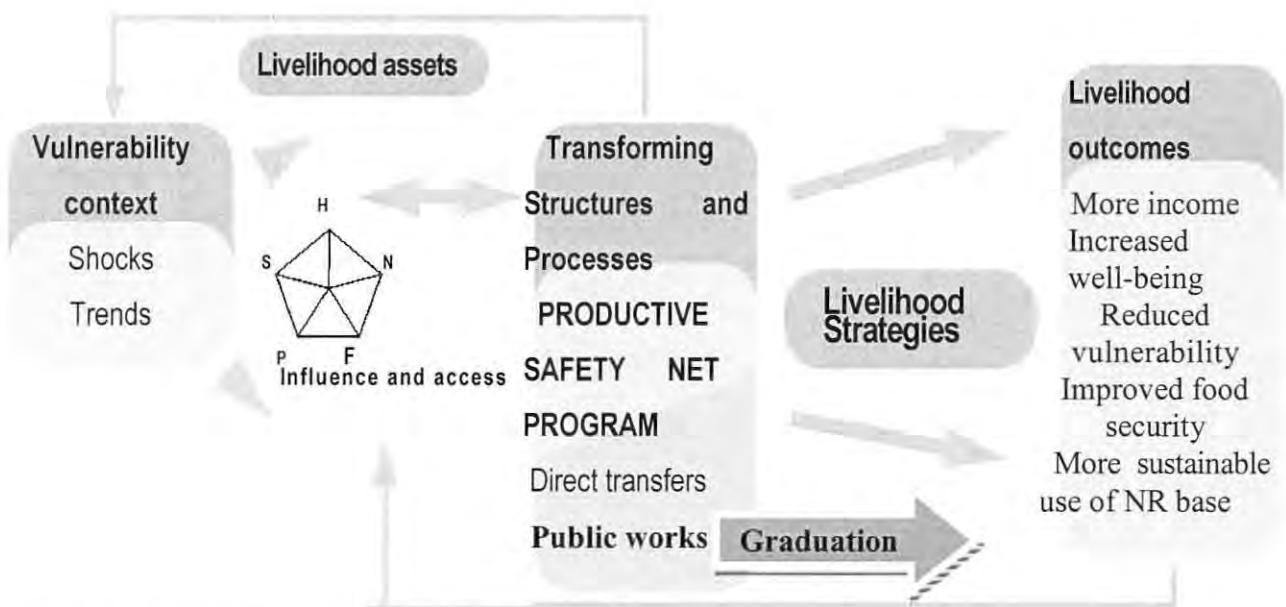 Livelihood assets
Vulnerability
context
Shocks
Trends
H
S
N
P
F
Influence and access
Transforming
Structures and
Processes
PRODUCTIVE
SAFETY NET
PROGRAM
Direct transfers
Public works
Graduation
Livelihood
Strategies
Livelihood
outcomes
More income
Increased
well-being
Reduced
vulnerability
Improved food
security
More sustainable
use of NR base